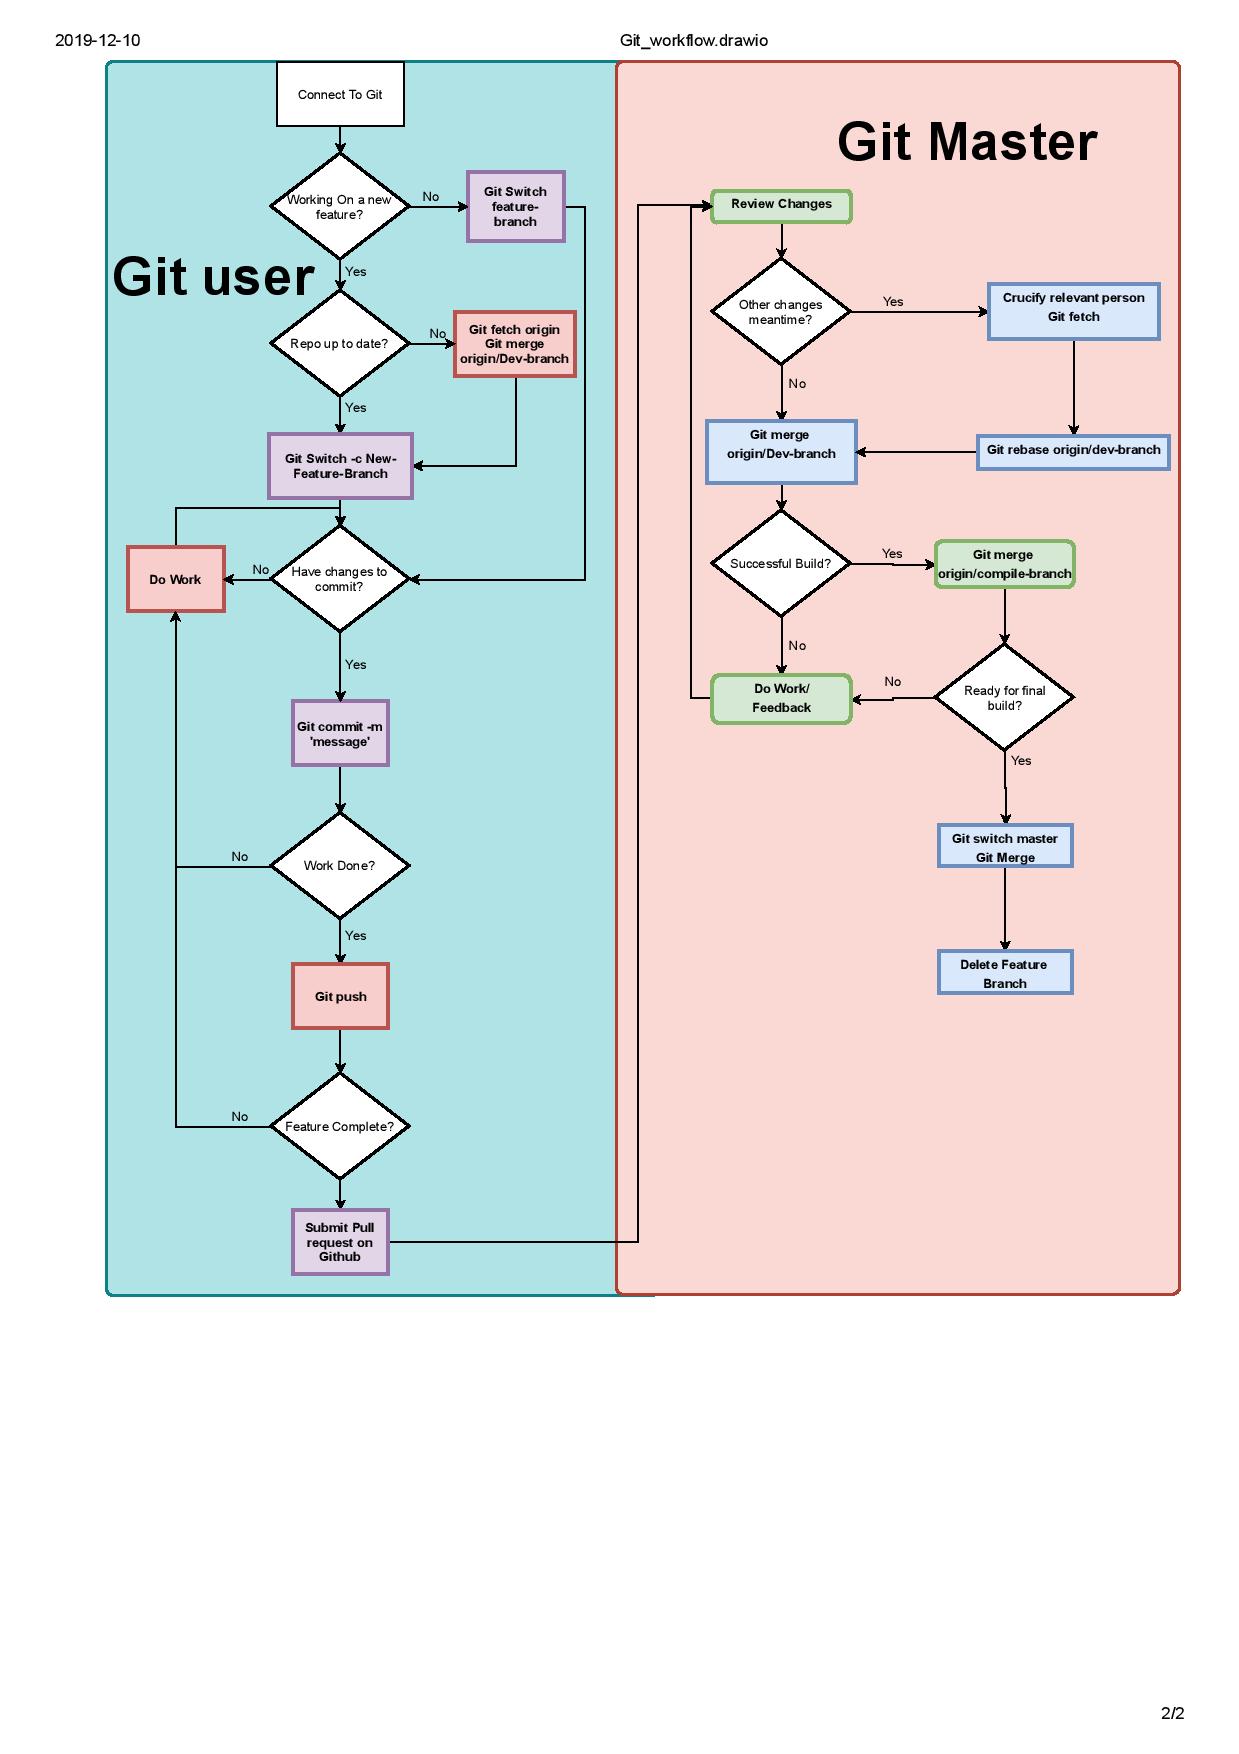 2019-12-10
Git_workflow.drawio
Connect To Git
Working On a new
feature?
No
Git Switch
feature-
branch
Git user
Yes
Repo up to date?
No
Git fetch origin
Git merge
origin/Dev-branch
Yes
Git Switch -c New-
Feature-Branch
Do Work
No
Have changes to
commit?
Yes
Git commit -m
'message'
No
Work Done?
Yes
Git push
No
Feature Complete?
Submit Pull
request on
Github
Git Master
Review Changes
Other changes
meantime?
Yes
Crucify relevant person
Git fetch
No
Git merge
origin/Dev-branch
Git rebase origin/dev-branch
Successful Build?
Yes
Git merge
origin/compile-branch
No
Do Work/
Feedback
No
Ready for final
build?
Yes
Git switch master
Git Merge
Delete Feature
Branch
2/2